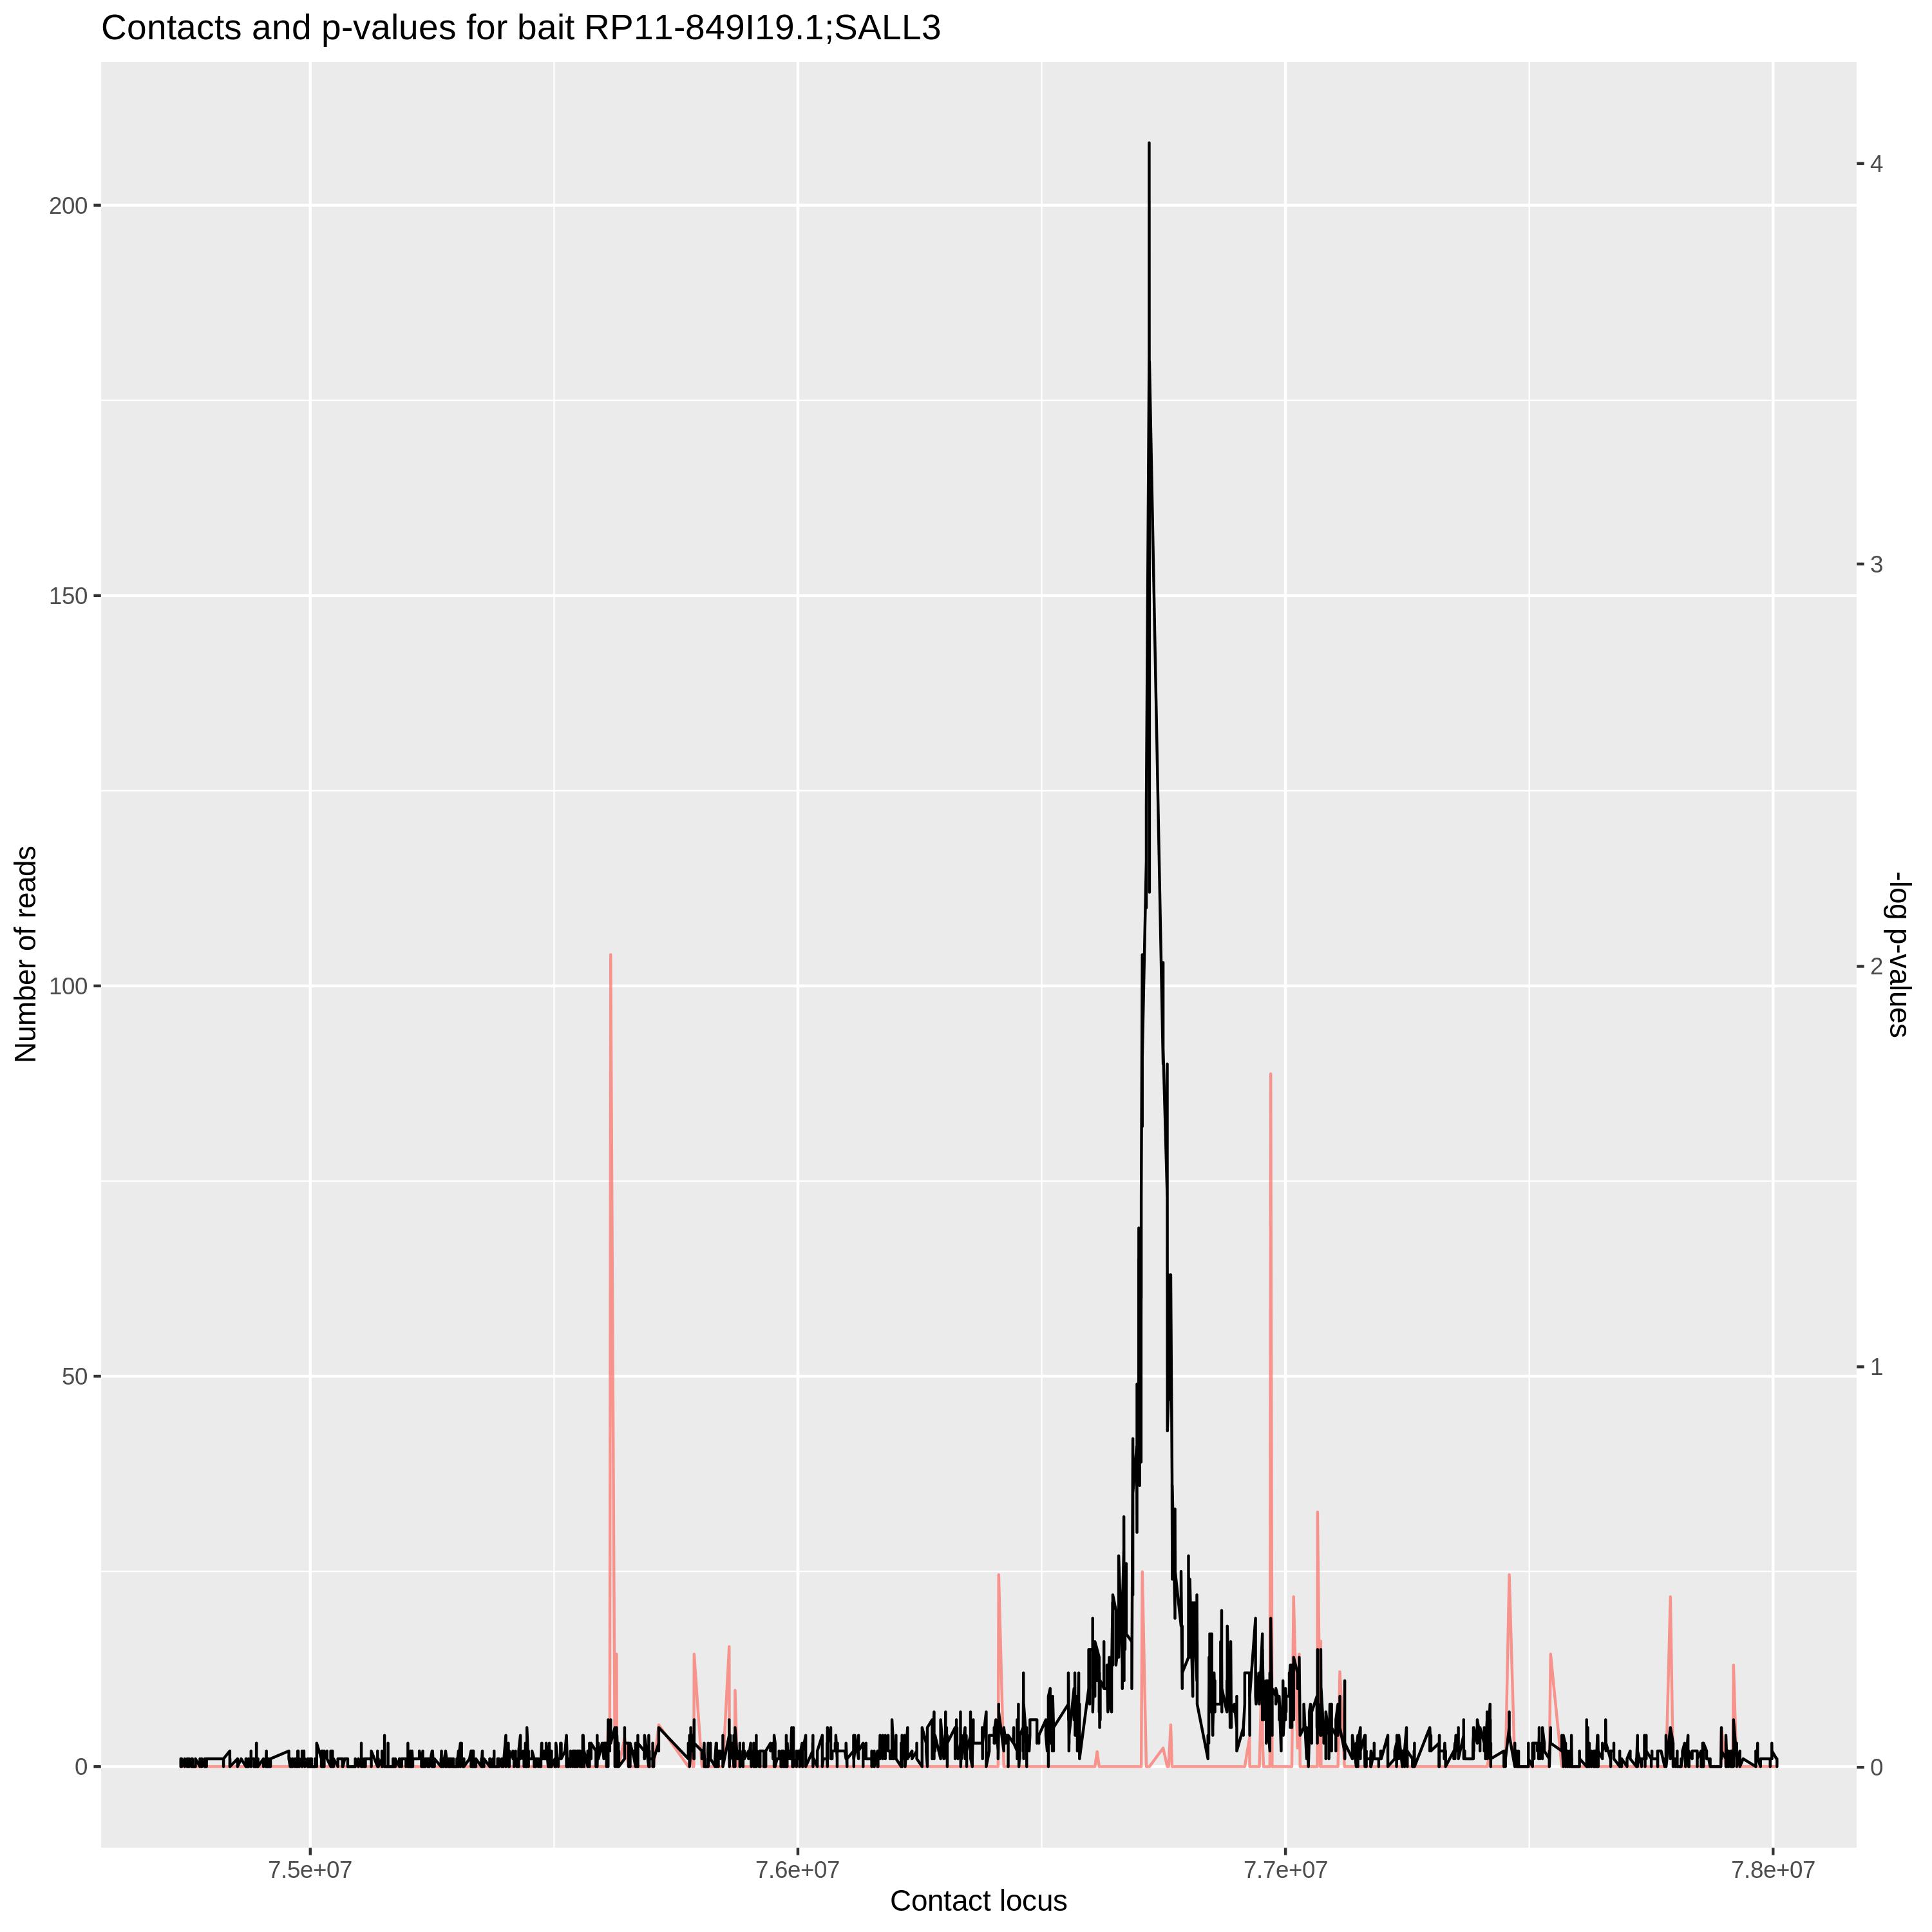 Contacts and p-values for bait RP11-849I19.1;SALL3
200
150
100
50
0
Number of reads
4
3
2
1
0
-log p-values
7.5e+07
7.6e+07
7.7e+07
7.8e+07
Contact locus